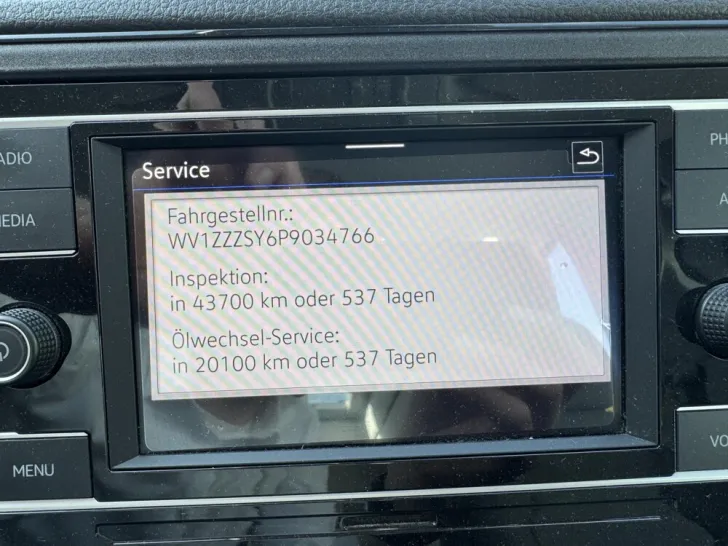 ADIO
MEDIA
MENU
Service
Fahrgestellnr.:
WV1ZZZSY6P9034766
Inspektion:
in 43700 km oder 537 Tagen
Ölwechsel-Service:
in 20100 km oder 537 Tagen
PH
A
VO